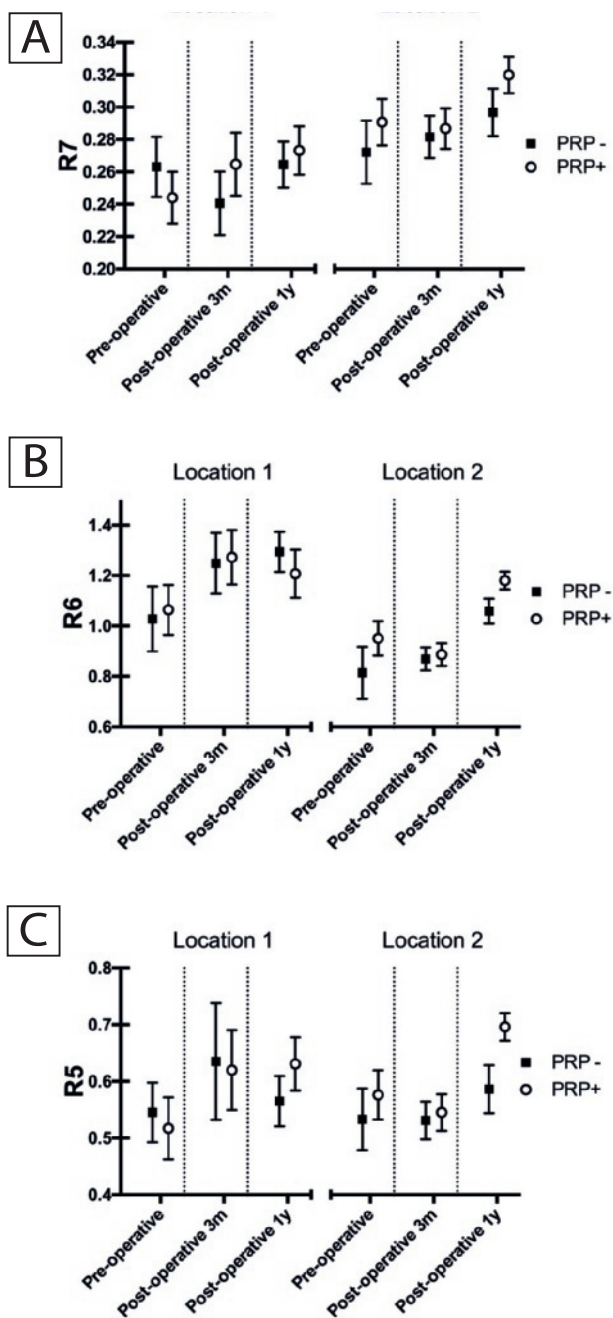 A
0.34
0.32
0.30
0.28
0.26
0.24
0.22
0.20
R7
PRP -
PRP+
Pre-operative
Post-operative 3m
Post-operative 1y
Pre-operative
Post-operative 3m
Post-operative 1y
B
Location 1
Location 2
1.4
1.2
1.0
0.8
0.6
R6
PRP -
PRP+
Pre-operative
Post-operative 3m
Post-operative 1y
Pre-operative
Post-operative 3m
Post-operative 1y
C
Location 1
Location 2
0.8
0.7
0.6
0.5
0.4
R5
PRP -
PRP+
Pre-operative
Post-operative 3m
Post-operative 1y
Pre-operative
Post-operative 3m
Post-operative 1y